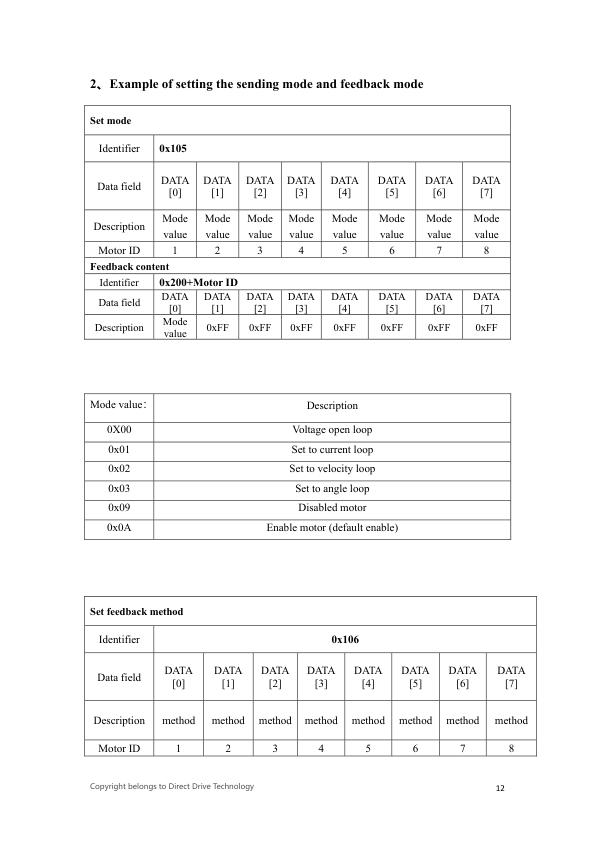 2、Example of setting the sending mode and feedback mode
Set mode
Identifier 0x105
Data field DATA [0] DATA [1] DATA [2] DATA [3] DATA [4] DATA [5] DATA [6] DATA [7]
Description Mode value Mode value Mode value Mode value Mode value Mode value Mode value Mode value
Motor ID 1 2 3 4 5 6 7 8
Feedback content
Identifier 0x200+Motor ID
Data field DATA [0] DATA [1] DATA [2] DATA [3] DATA [4] DATA [5] DATA [6] DATA [7]
Description Mode value 0xFF 0xFF 0xFF 0xFF 0xFF 0xFF 0xFF
Mode value： Description
0X00 Voltage open loop
0x01 Set to current loop
0x02 Set to velocity loop
0x03 Set to angle loop
0x09 Disabled motor
0x0A Enable motor (default enable)
Set feedback method
Identifier 0x106
Data field DATA [0] DATA [1] DATA [2] DATA [3] DATA [4] DATA [5] DATA [6] DATA [7]
Description method method method method method method method method
Motor ID 1 2 3 4 5 6 7 8
Copyright belongs to Direct Drive Technology 12